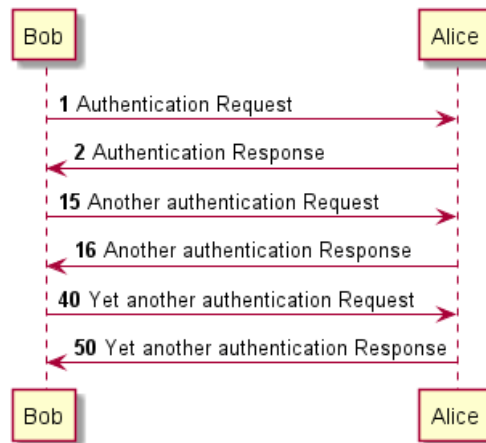 Bob Alice
1 Authentication Request
2 Authentication Response
15 Another authentication Request
16 Another authentication Response
40 Yet another authentication Request
50 Yet another authentication Response
Bob Alice